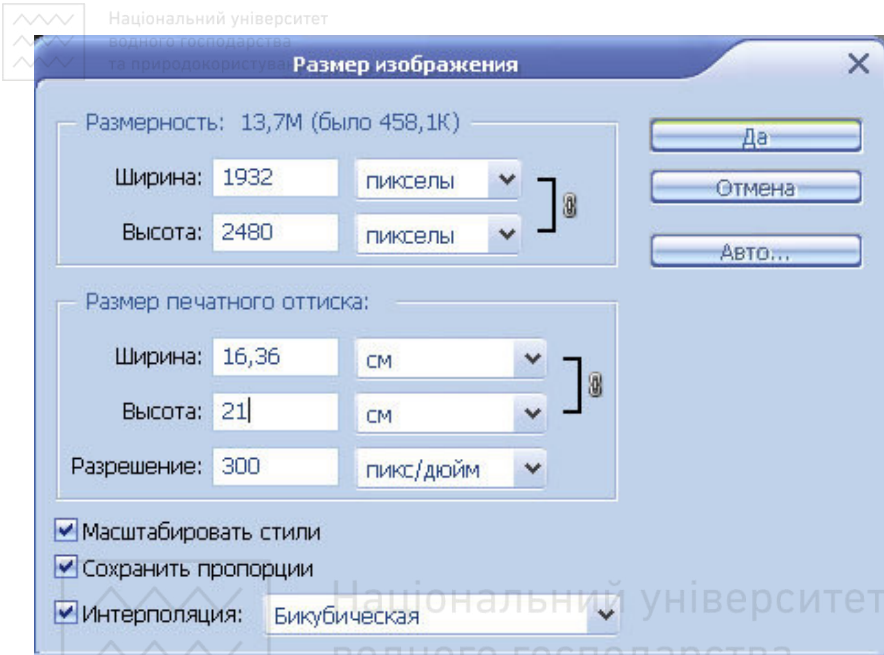 Національний університет
водного господарства
та природокористува
Размер изображения
Размерность: 13,7M (было 458,1K)
Ширина: 1932 пикселы
Высота: 2480 пикселы
Да
Отмена
Авто...
Размер печатного оттиска:
Ширина: 16,36 см
Высота: 21 см
Разрешение: 300 пикс/дюйм
Масштабировать стили
Сохранить пропорции
Интерполяция: Бикубическая
Національний університет
водного господарства